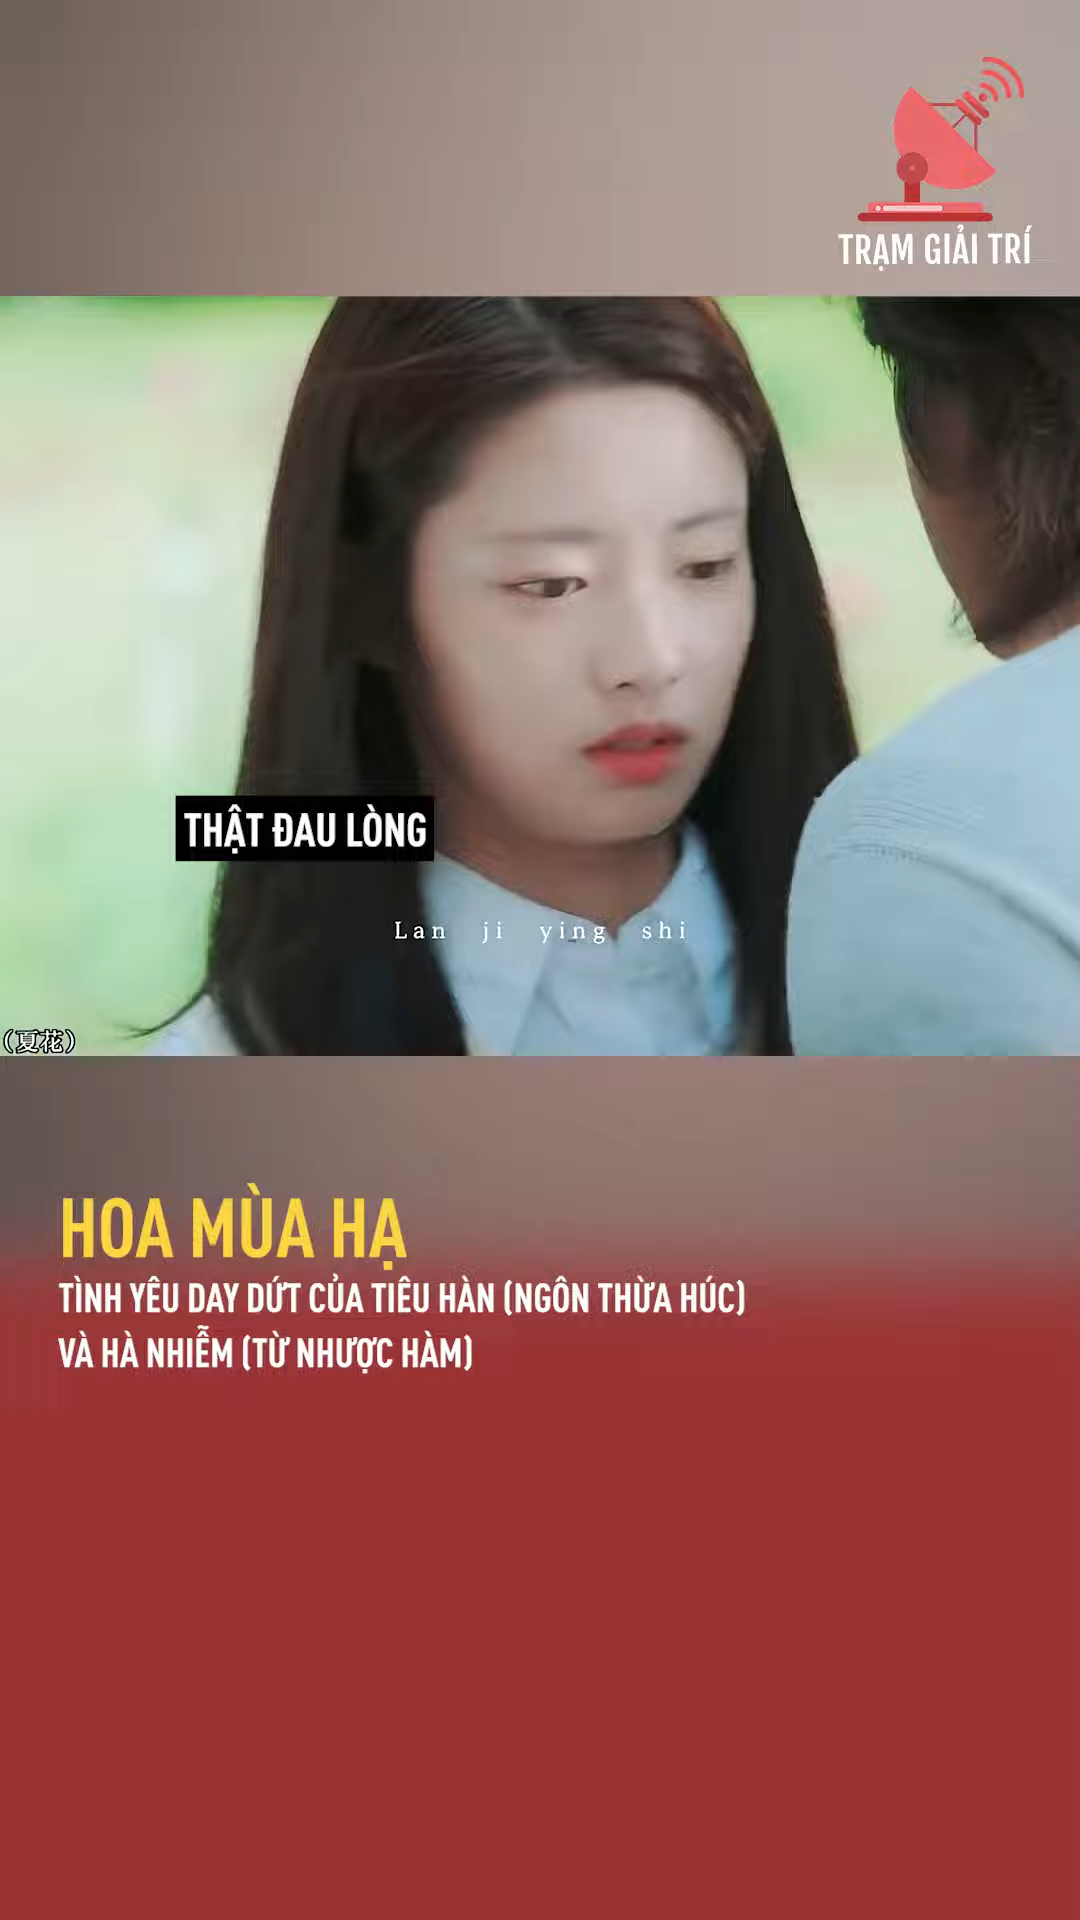 TRẠM GIẢI TRÍ
THẬT ĐAU LÒNG
Lan ji ying shi
（夏花）
HOA MÙA HẠ
TÌNH YÊU DAY DỨT CỦA TIÊU HÀN (NGÔN THỪA HÚC)
VÀ HÀ NHIỄM (TỪ NHƯỢC HÀM)